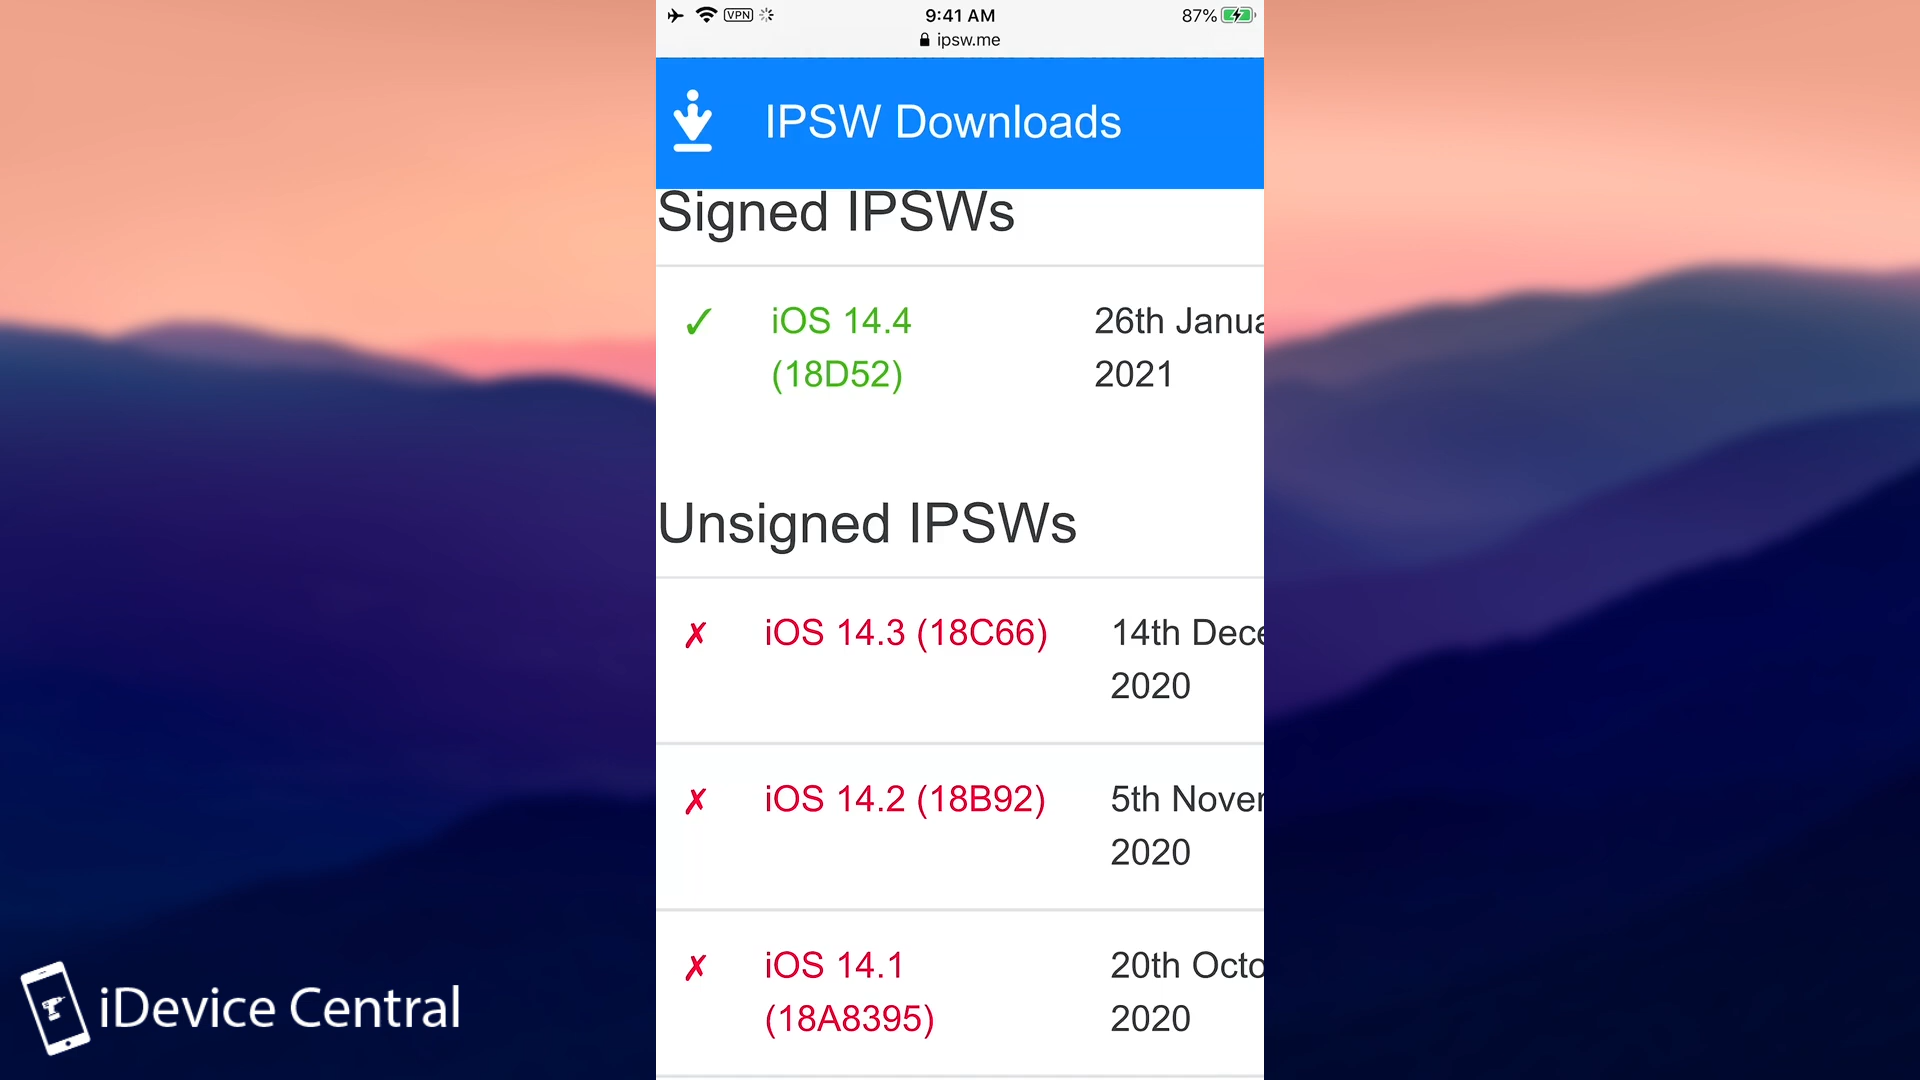 VPN 9:41 AM 87%
ipsw.me
IPSW Downloads
Signed IPSWs
✓ iOS 14.4 26th Janua
(18D52) 2021
Unsigned IPSWs
✗ iOS 14.3 (18C66) 14th Dece
2020
✗ iOS 14.2 (18B92) 5th Nover
2020
✗ iOS 14.1 20th Octo
(18A8395) 2020
iDevice Central